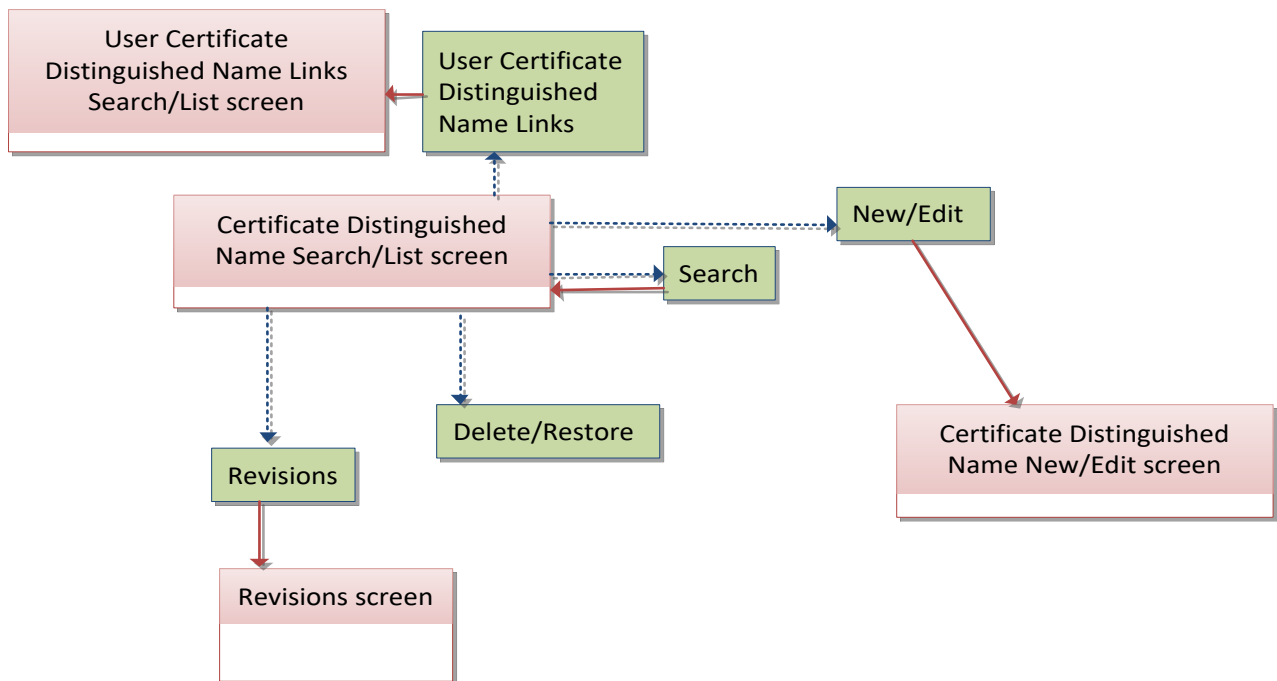 User Certificate
Distinguished Name Links
Search/List screen
User Certificate
Distinguished
Name Links
Certificate Distinguished
Name Search/List screen
New/Edit
Search
Delete/Restore
Certificate Distinguished
Name New/Edit screen
Revisions
Revisions screen